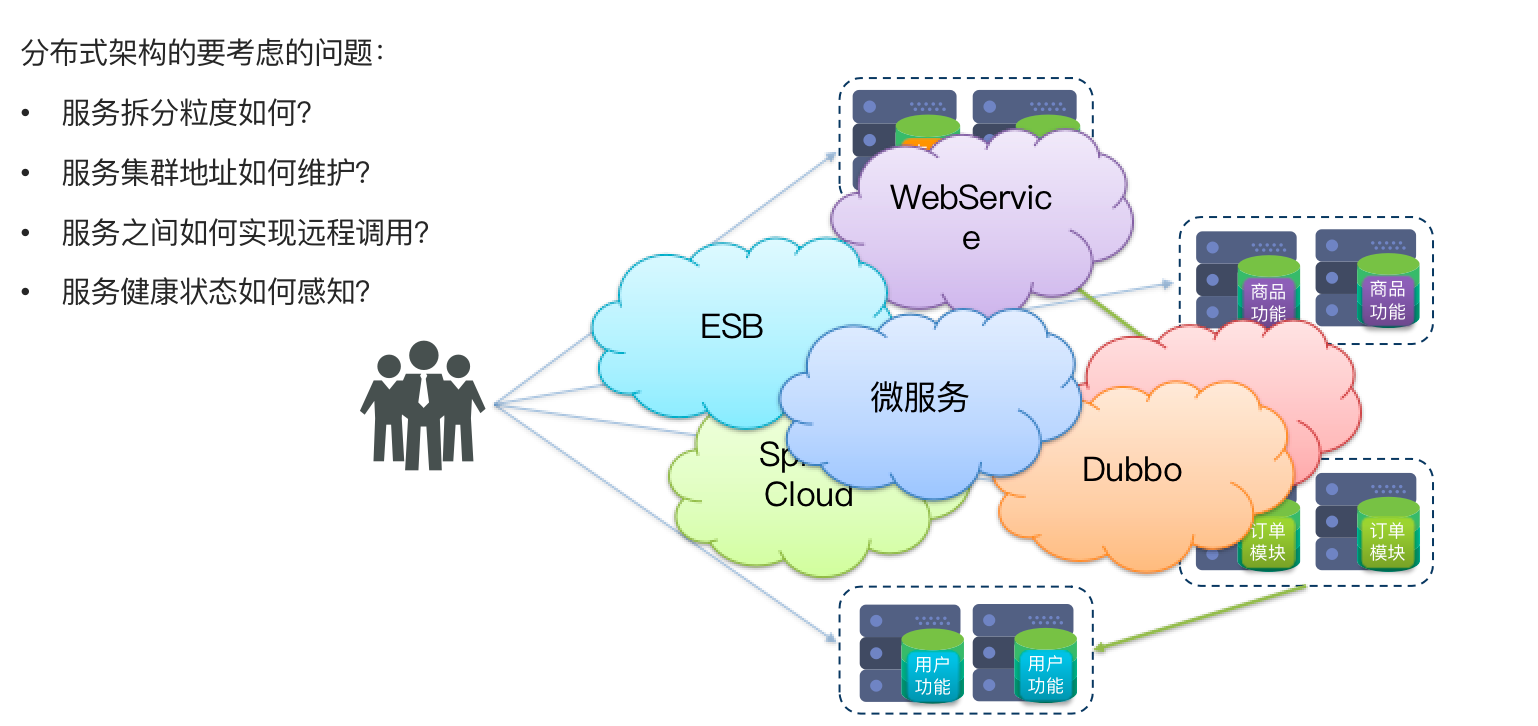 分布式架构的要考虑的问题：
• 服务拆分粒度如何？
• 服务集群地址如何维护？
• 服务之间如何实现远程调用？
• 服务健康状态如何感知？
WebServic
e
商品
功能
商品
功能
ESB
微服务
Cloud
Dubbo
订单
模块
订单
模块
用户
功能
用户
功能